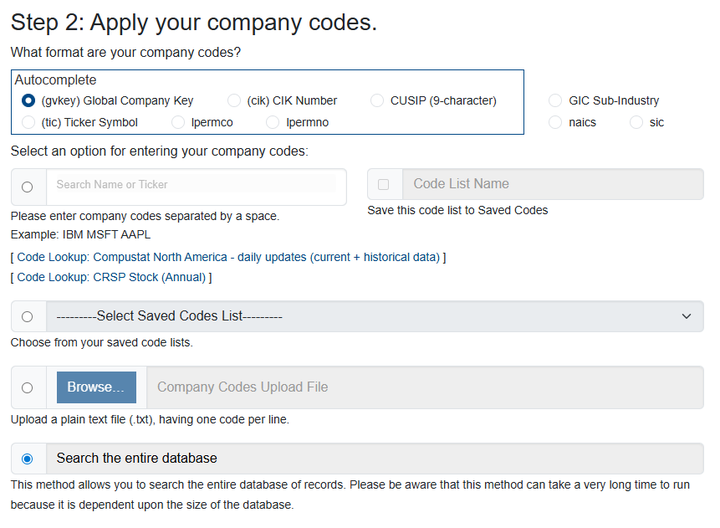 Step 2: Apply your company codes.
What format are your company codes?
Autocomplete
(gvkey) Global Company Key (cik) CIK Number CUSIP (9-character) GIC Sub-Industry
(tic) Ticker Symbol lpermco lpermno naics sic
Select an option for entering your company codes:
Search Name or Ticker Code List Name
Please enter company codes separated by a space. Save this code list to Saved Codes
Example: IBM MSFT AAPL
[ Code Lookup: Compustat North America - daily updates (current + historical data) ]
[ Code Lookup: CRSP Stock (Annual) ]
---------Select Saved Codes List---------
Choose from your saved code lists.
Browse... Company Codes Upload File
Upload a plain text file (.txt), having one code per line.
Search the entire database
This method allows you to search the entire database of records. Please be aware that this method can take a very long time to run
because it is dependent upon the size of the database.